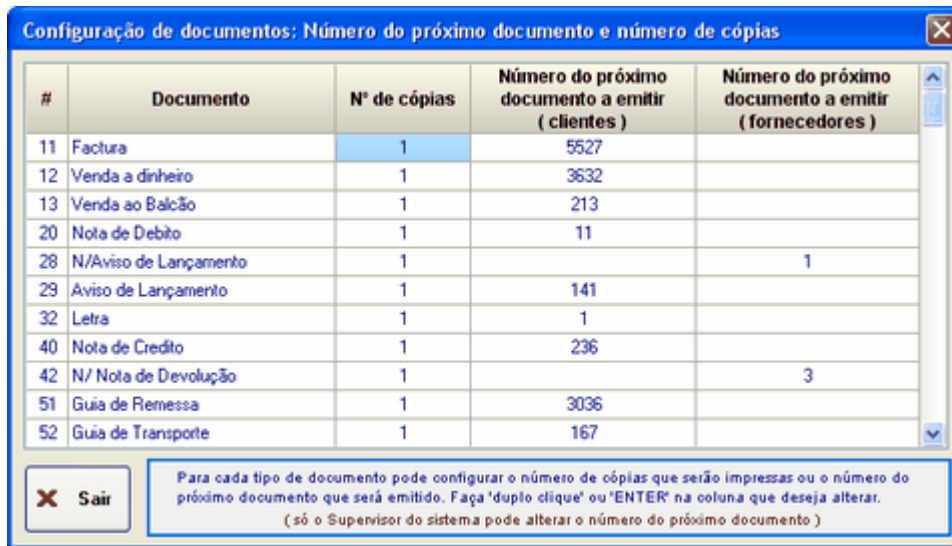 Configuração de documentos: Número do próximo documento e número de cópias
# Documento N° de cópias Número do próximo documento a emitir ( clientes ) Número do próximo documento a emitir ( fornecedores )
11 Factura 1 5527
12 Venda a dinheiro 1 3632
13 Venda ao Balcão 1 213
20 Nota de Debito 1 11
28 N/Aviso de Lançamento 1 1
29 Aviso de Lançamento 1 141
32 Letra 1 1
40 Nota de Credito 1 236
42 N/ Nota de Devolução 1 3
51 Guia de Remessa 1 3036
52 Guia de Transporte 1 167
Sair
Para cada tipo de documento pode configurar o número de cópias que serão impressas ou o número do
próximo documento que será emitido. Faça 'duplo clique' ou 'ENTER' na coluna que deseja alterar.
( só o Supervisor do sistema pode alterar o número do próximo documento )